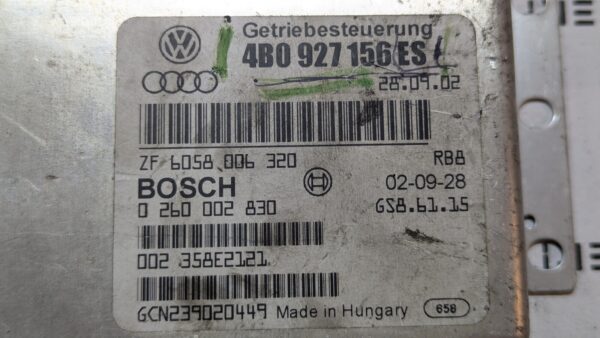 Getriebesteuerung
4B0 927 156 ES
28.09.02
ZF 6058 006 320 RB8
BOSCH 02-09-28
0 260 002 830 GS8.61.15
002 358E2121
GCN239020449 Made in Hungary 658